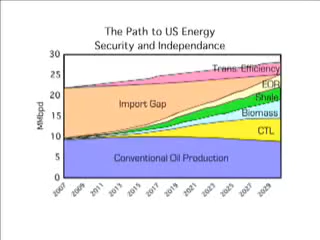 The Path to US Energy
Security and Independance
MMbpd
30
25
20
15
10
5
0
Trans. Efficiency
EOR
Shale
Import Gap
Biomass
CTL
Conventional Oil Production
2007
2009
2011
2013
2015
2017
2019
2021
2023
2025
2027
2029